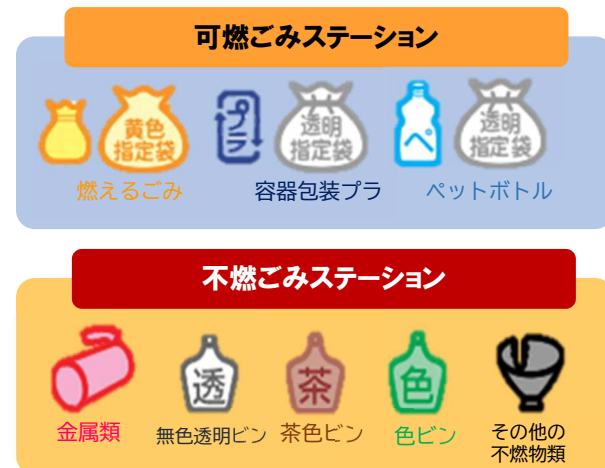 可燃ごみステーション
黄色
指定袋
プラ
透明
指定袋
ペ
透明
指定袋
燃えるごみ
容器包装プラ
ペットボトル
不燃ごみステーション
透
茶
色
金属類
無色透明ビン
茶色ビン
色ビン
その他の
不燃物類